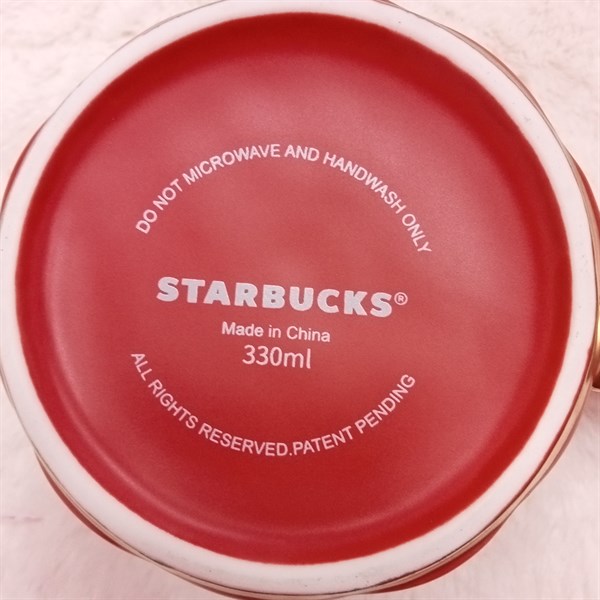 DO NOT MICROWAVE AND HANDWASH ONLY
STARBUCKS®
Made in China
330ml
ALL RIGHTS RESERVED.PATENT PENDING